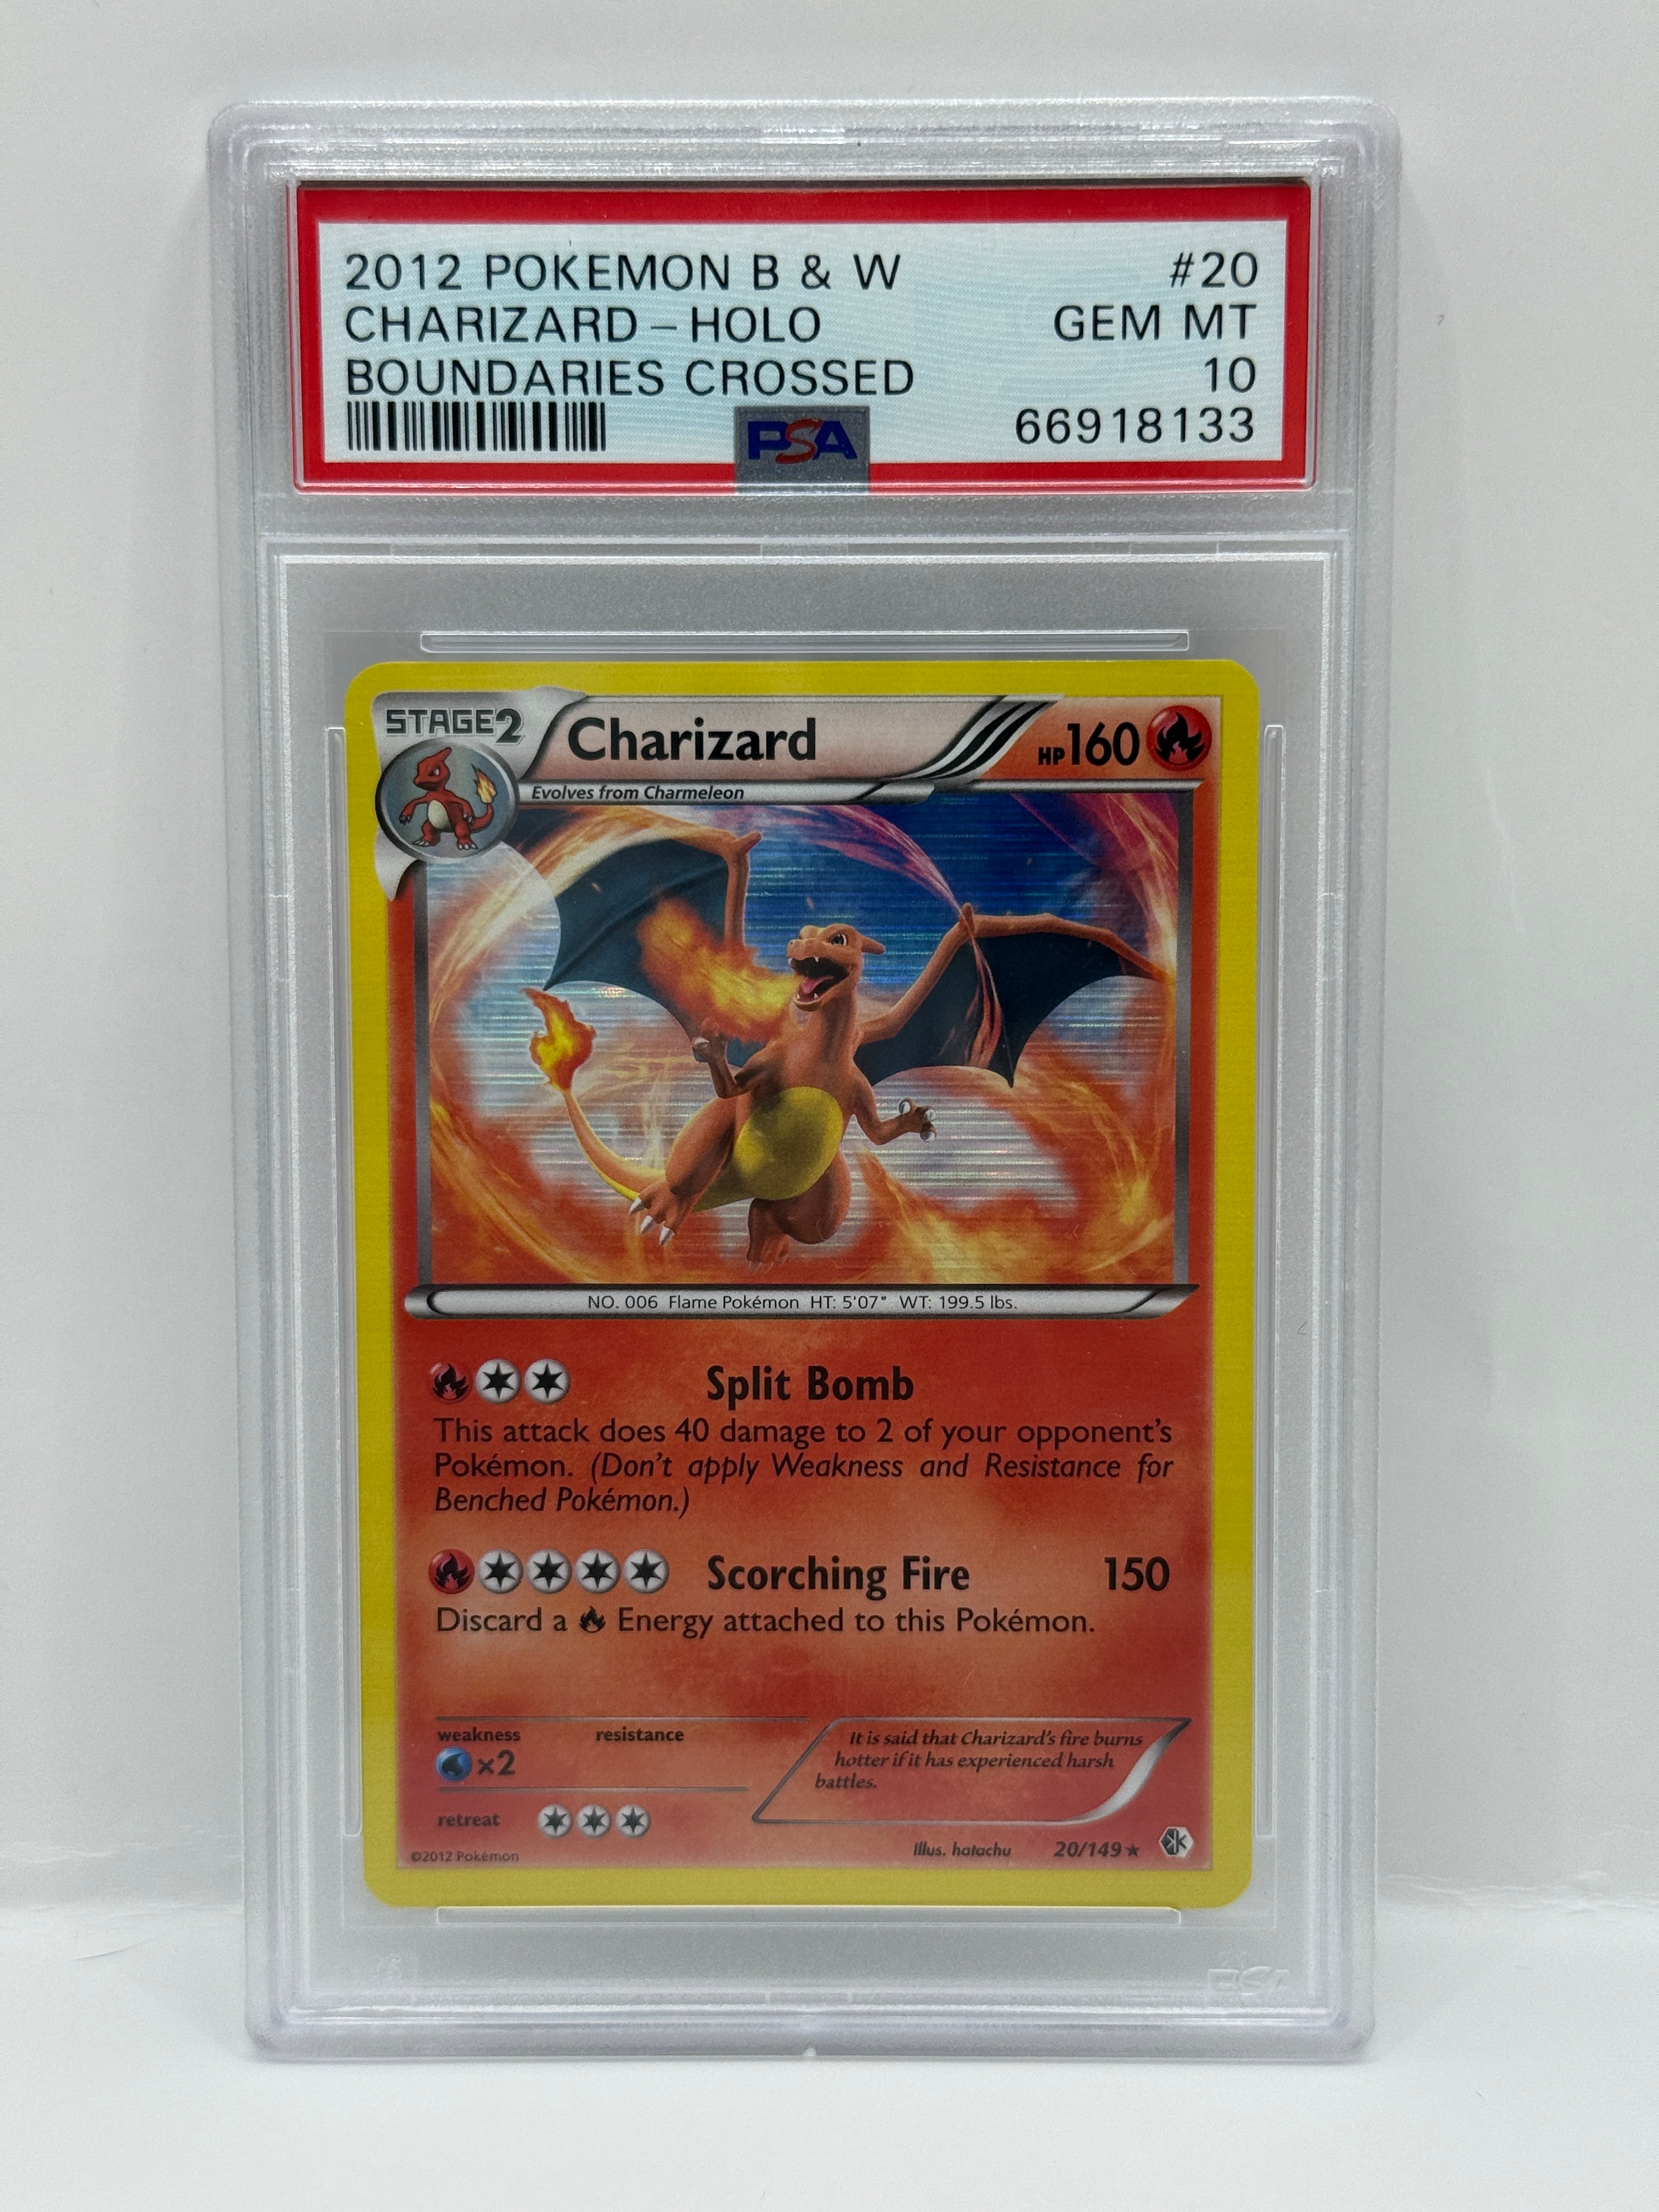 2012 POKEMON B & W #20
CHARIZARD – HOLO GEM MT
BOUNDARIES CROSSED 10
PSA 66918133
STAGE2 Charizard HP160
Evolves from Charmeleon
NO. 006 Flame Pokémon HT: 5'07" WT: 199.5 lbs.
Split Bomb
This attack does 40 damage to 2 of your opponent's
Pokémon. (Don't apply Weakness and Resistance for
Benched Pokémon.)
Scorching Fire 150
Discard a Energy attached to this Pokémon.
weakness resistance
×2
It is said that Charizard's fire burns
hotter if it has experienced harsh
battles.
retreat
©2012 Pokémon Illus. hatachu 20/149★
PSA